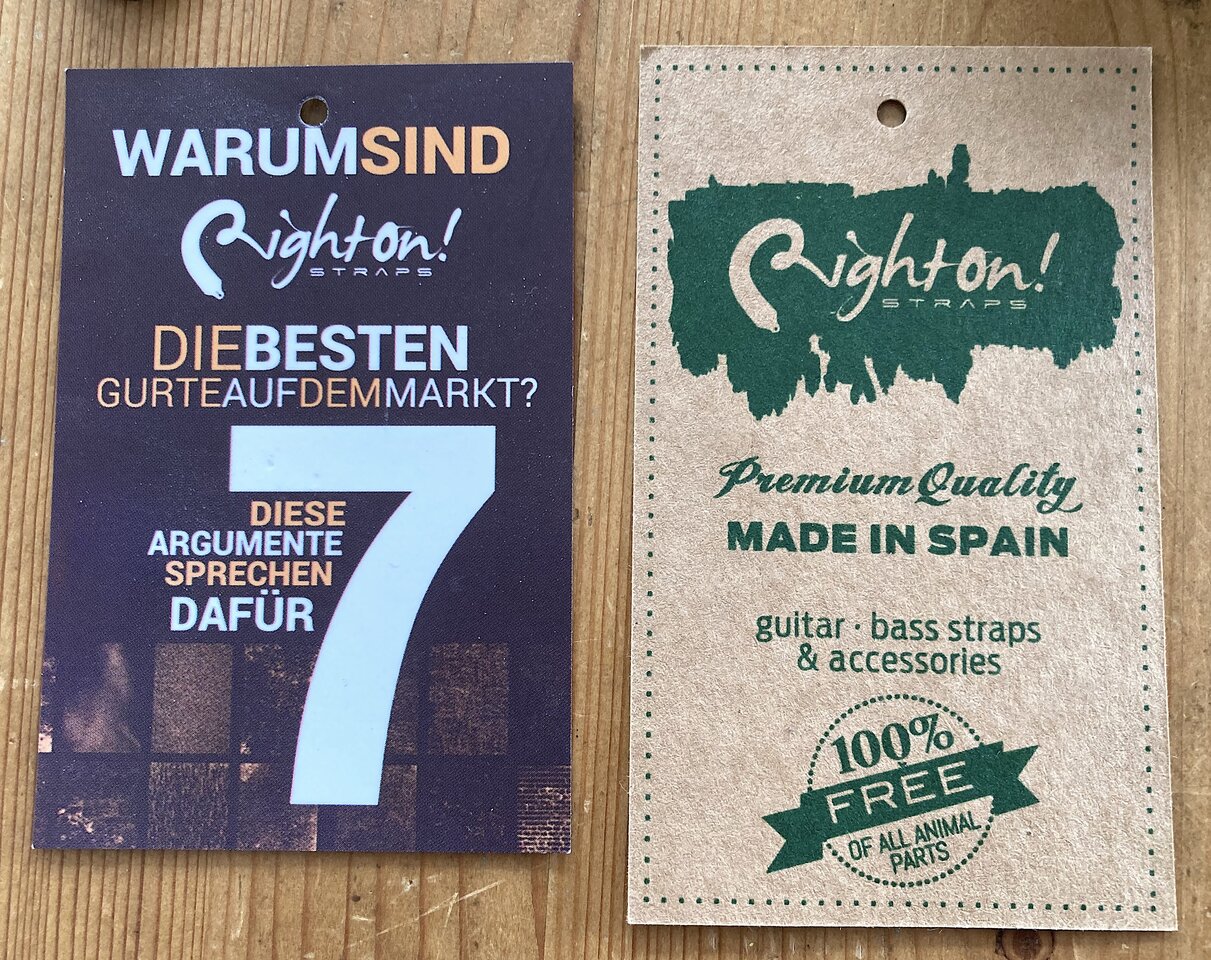 WARUMSIND
Righton!
STRAPS
DIEBESTEN
GURTEAUFDEMMARKT?
7
DIESE
ARGUMENTE
SPRECHEN
DAFÜR
Righton!
STRAPS
Premium Quality
MADE IN SPAIN
guitar · bass straps
& accessories
100%
FREE
OF ALL ANIMAL
PARTS